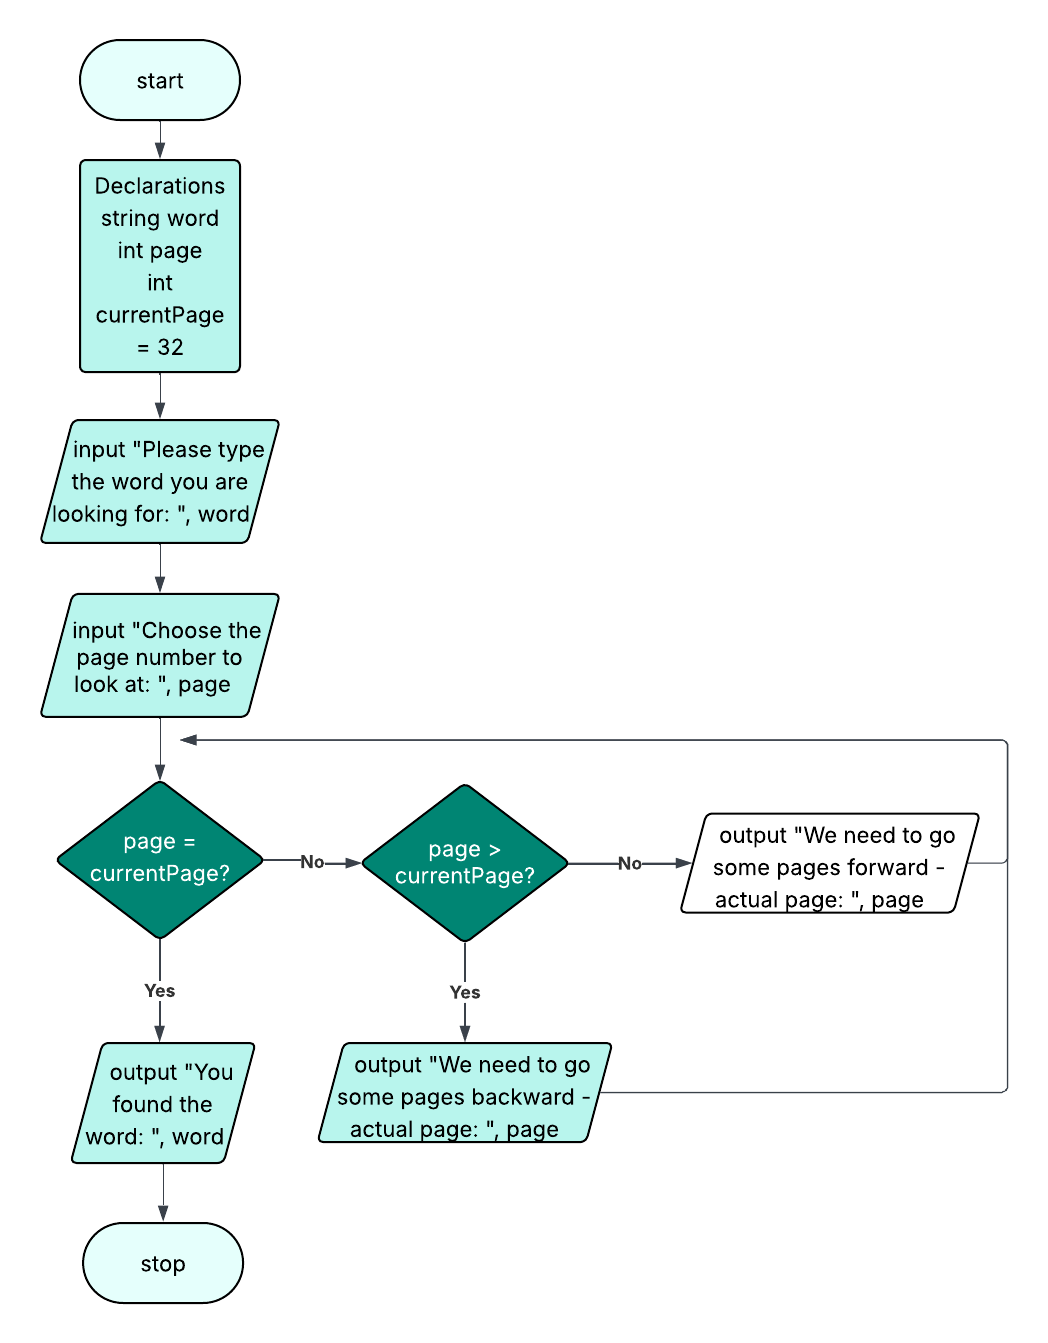 start
Declarations
string word
int page
int
currentPage
= 32
input "Please type
the word you are
looking for: ", word
input "Choose the
page number to
look at: ", page
page =
currentPage?
No
page >
currentPage?
No
output "We need to go
some pages forward -
actual page: ", page
Yes
Yes
output "You
found the
word: ", word
output "We need to go
some pages backward -
actual page: ", page
stop